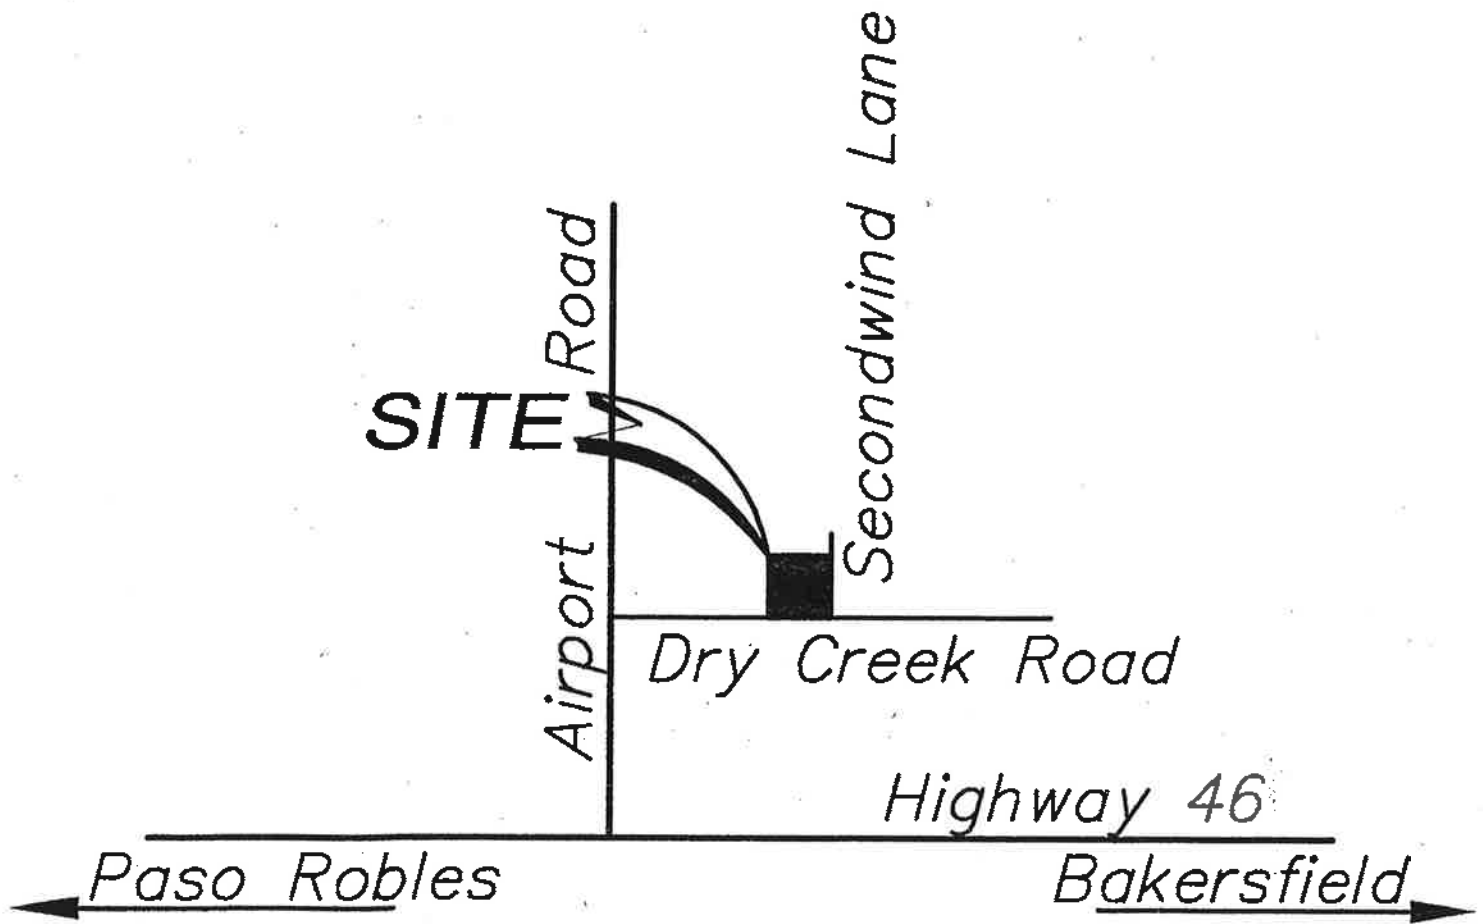 Secondwind Lane
Airport Road
SITE
Dry Creek Road
Highway 46
Paso Robles
Bakersfield